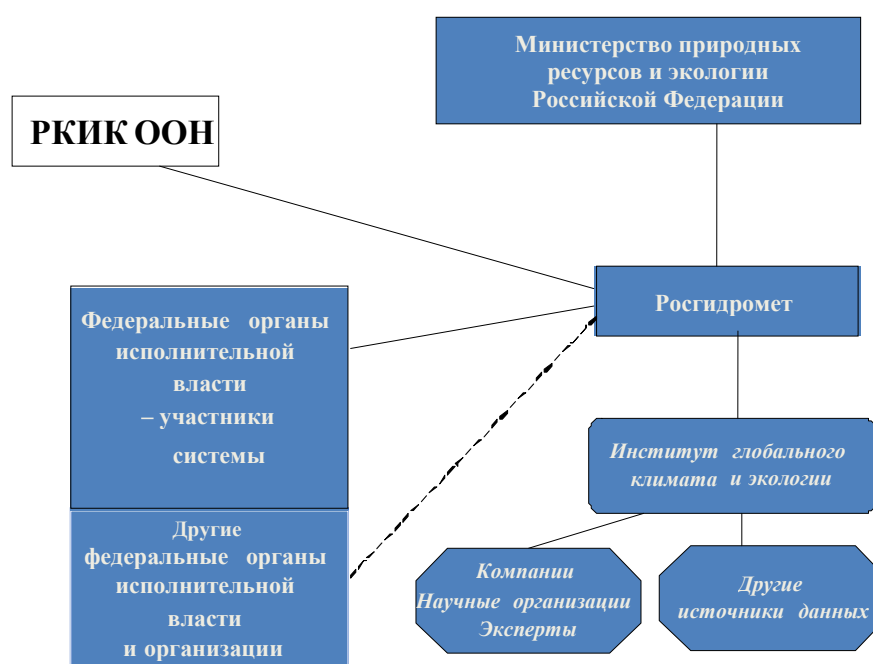 Министерство природных
ресурсов и экологии
Российской Федерации
РКИК ООН
Росгидромет
Федеральные органы
исполнительной
власти
– участники
системы
Институт глобального
климата и экологии
Другие
федеральные органы
исполнительной
власти
и организации
Компании
Научные организации
Эксперты
Другие
источники данных